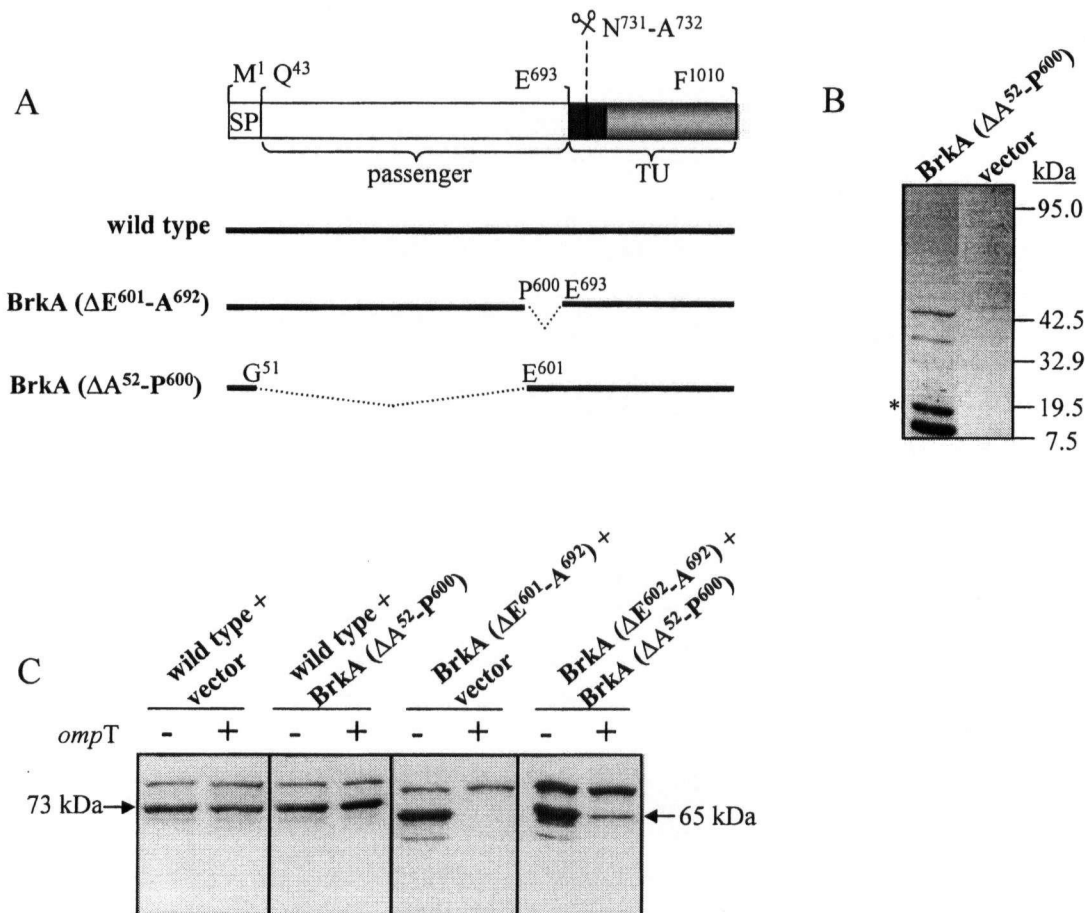 A
M¹ Q⁴³ E⁶⁹³ N⁷³¹-A⁷³² F¹⁰¹⁰
SP
passenger TU
wild type
BrkA (ΔE⁶⁰¹-A⁶⁹²) P⁶⁰⁰ E⁶⁹³
BrkA (ΔA⁵²-P⁶⁰⁰) G⁵¹ E⁶⁰¹
B
BrkA (ΔA⁵²-P⁶⁰⁰)
vector
kDa
95.0
42.5
32.9
* 19.5
7.5
C
wild type +
vector
wild type +
BrkA (ΔA⁵²-P⁶⁰⁰)
BrkA (ΔE⁶⁰¹-A⁶⁹²) +
vector
BrkA (ΔE⁶⁰²-A⁶⁹²) +
BrkA (ΔA⁵²-P⁶⁰⁰)
ompT - + - + - + - +
73 kDa
65 kDa